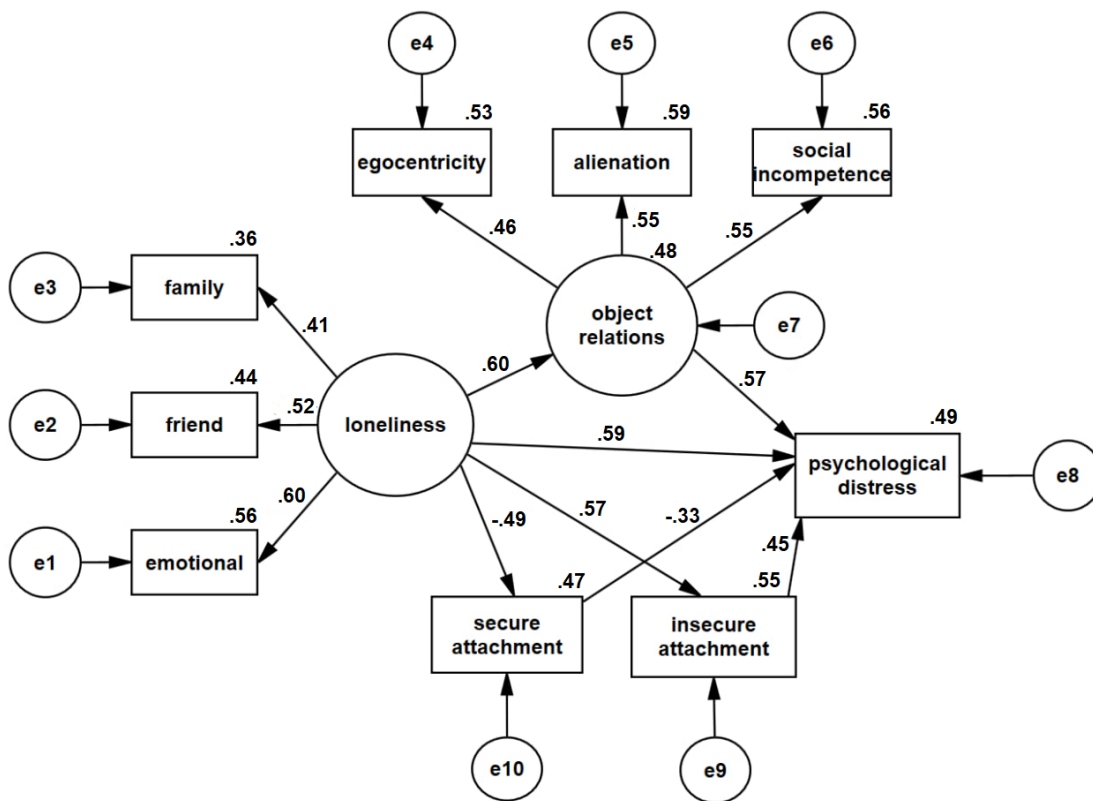 e4
e5
e6
.53
.59
.56
egocentricity
alienation
social
incompetence
.46
.55
.55
.48
.36
e3
family
object
relations
e7
.41
.60
.57
.44
e2
friend
.52
loneliness
.59
.49
psychological
distress
e8
.60
.56
-.49
.57
-.33
.45
e1
emotional
.47
.55
secure
attachment
insecure
attachment
e10
e9